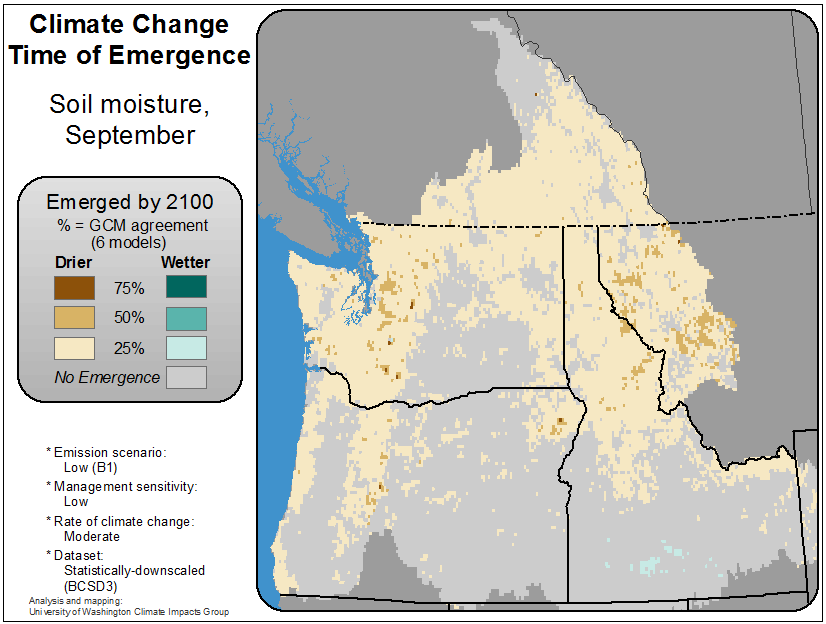 Climate Change
Time of Emergence
Soil moisture,
September
Emerged by 2100
% = GCM agreement
(6 models)
Drier Wetter
75%
50%
25%
No Emergence
* Emission scenario:
Low (B1)
* Management sensitivity:
Low
* Rate of climate change:
Moderate
* Dataset:
Statistically-downscaled
(BCSD3)
Analysis and mapping:
University of Washington Climate Impacts Group